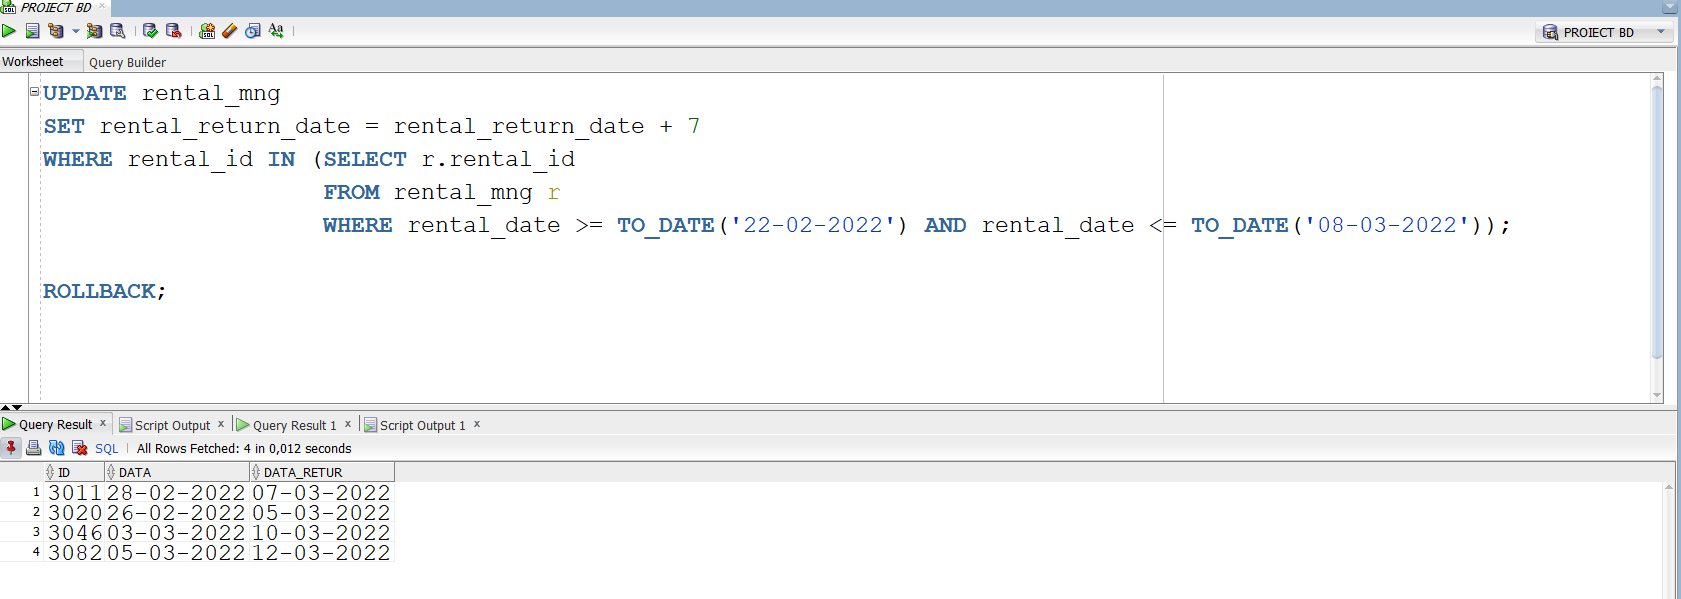 PROIECT BD
PROIECT BD
Worksheet Query Builder
UPDATE rental_mng
SET rental_return_date = rental_return_date + 7
WHERE rental_id IN (SELECT r.rental_id
FROM rental_mng r
WHERE rental_date >= TO_DATE('22-02-2022') AND rental_date <= TO_DATE('08-03-2022'));
ROLLBACK;
Query Result x Script Output x Query Result 1 x Script Output 1 x
SQL All Rows Fetched: 4 in 0,012 seconds
ID DATA DATA_RETUR
1 3011 28-02-2022 07-03-2022
2 3020 26-02-2022 05-03-2022
3 3046 03-03-2022 10-03-2022
4 3082 05-03-2022 12-03-2022